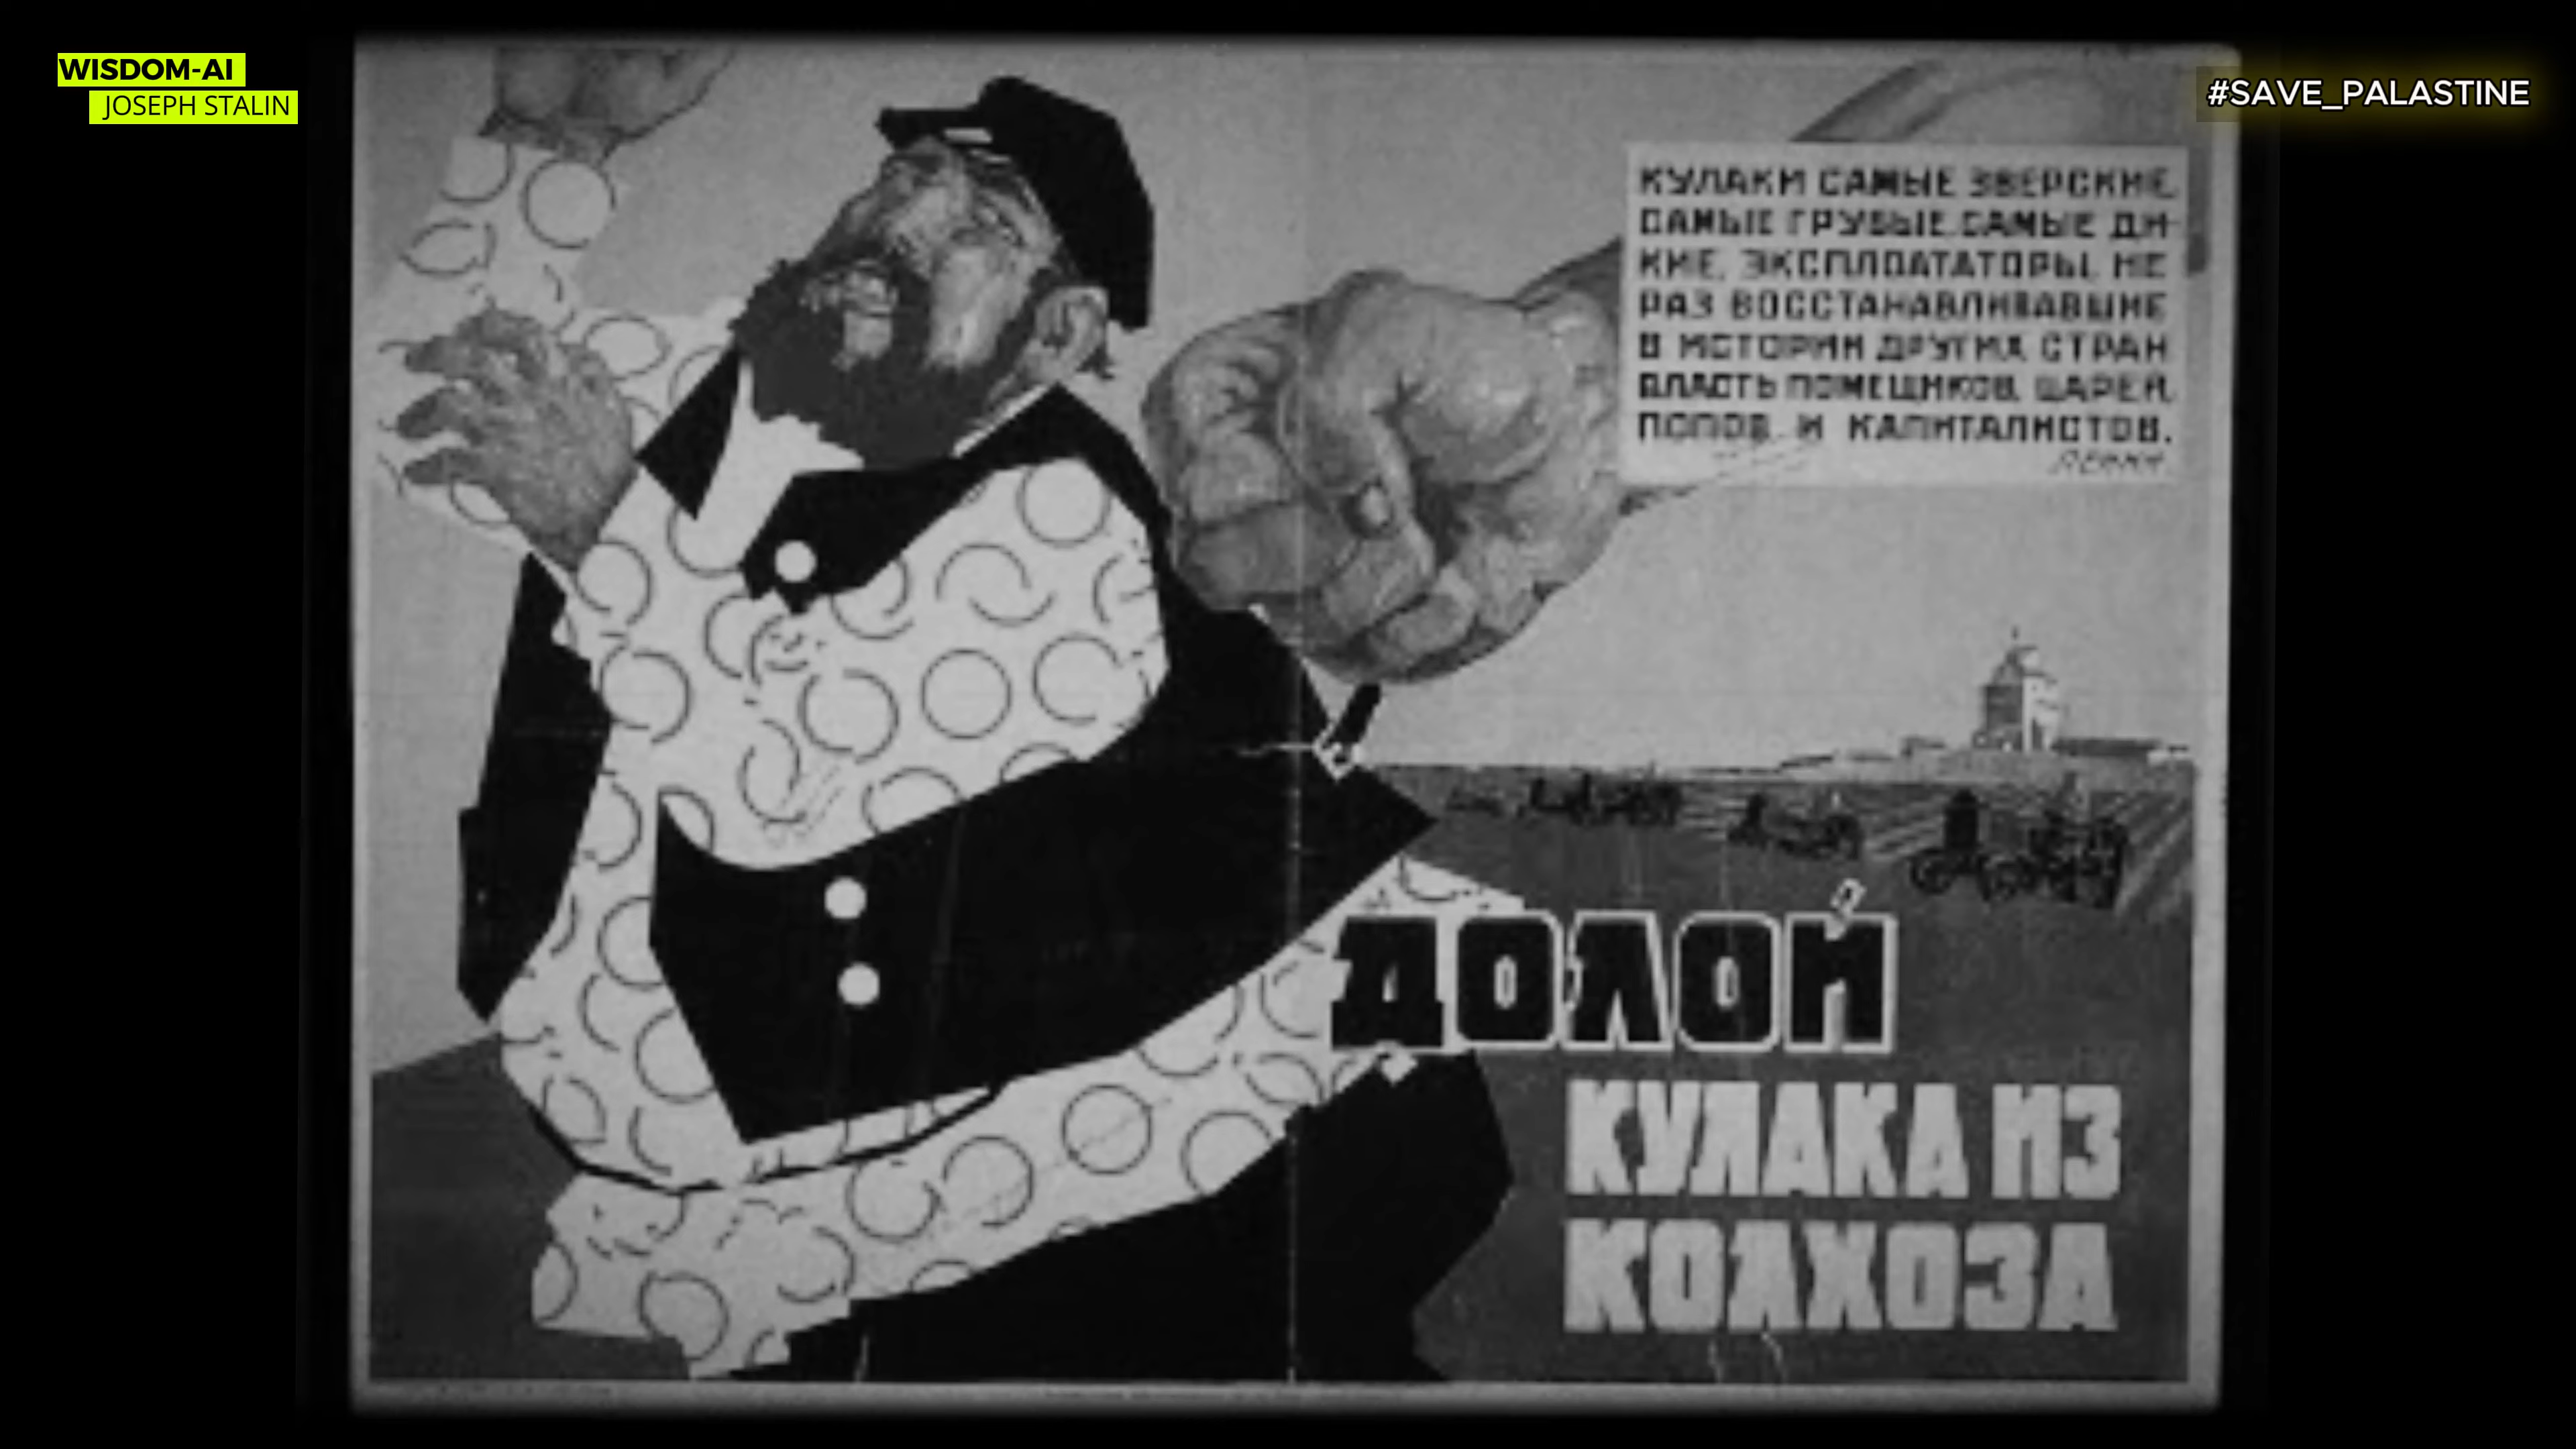 WISDOM-AI
JOSEPH STALIN
#SAVE_PALASTINE
КУЛАКИ САМЫЕ ЗВЕРСКИЕ,
САМЫЕ ГРУБЫЕ, САМЫЕ ДИ-
КИЕ, ЭКСПЛОАТАТОРЫ, НЕ
РАЗ ВОССТАНАВЛИВАВШИЕ
В ИСТОРИИ ДРУГИХ СТРАН
ВЛАСТЬ ПОМЕЩИКОВ, ЦАРЕЙ,
ПОПОВ И КАПИТАЛИСТОВ.
ЛЕНИН.
ДОЛОЙ
КУЛАКА ИЗ
КОЛХОЗА